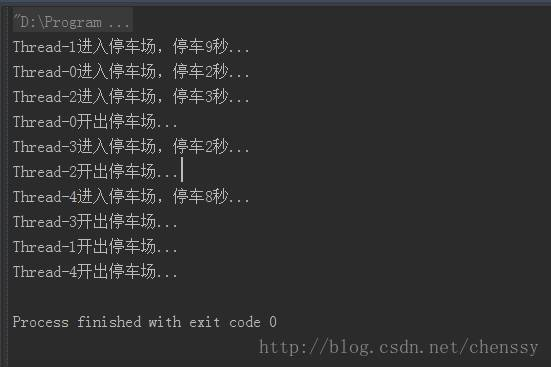 "D:\Program ...
Thread-1进入停车场，停车9秒...
Thread-0进入停车场，停车2秒...
Thread-2进入停车场，停车3秒...
Thread-0开出停车场...
Thread-3进入停车场，停车2秒...
Thread-2开出停车场...
Thread-4进入停车场，停车8秒...
Thread-3开出停车场...
Thread-1开出停车场...
Thread-4开出停车场...
Process finished with exit code 0
http://blog.csdn.net/chenssy